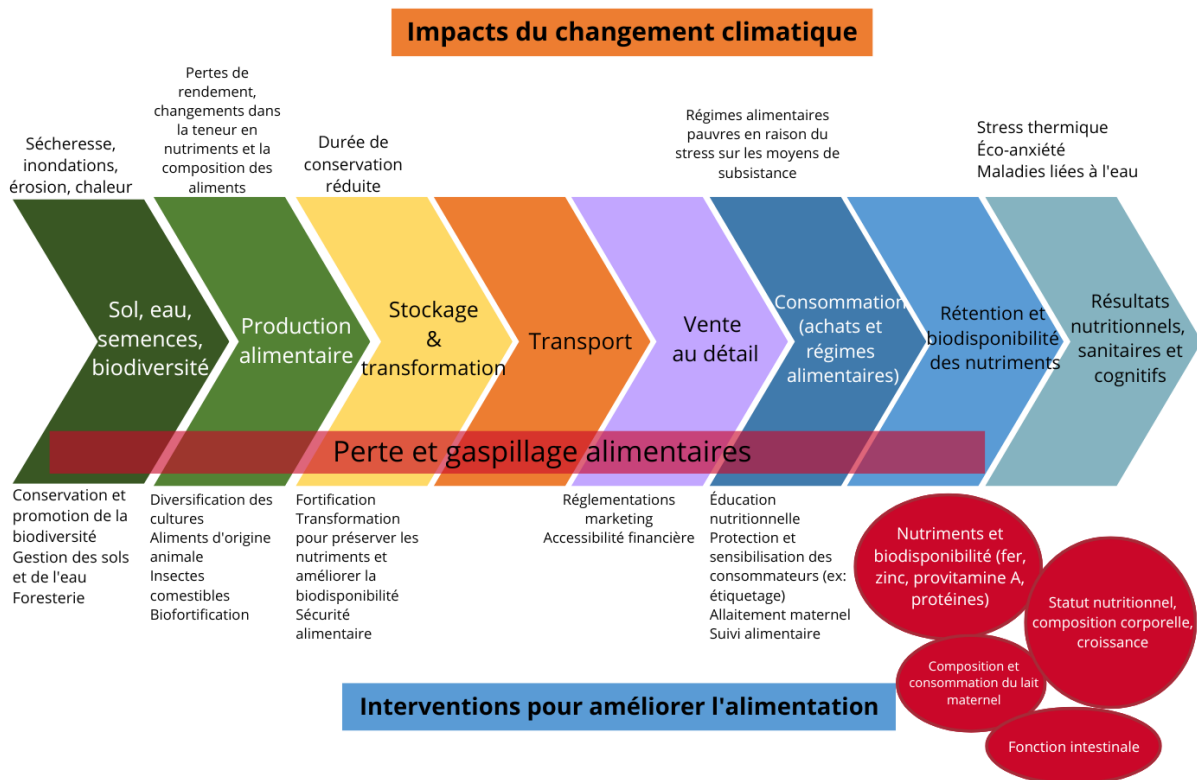 Impacts du changement climatique
Sécheresse,
inondations,
érosion, chaleur
Pertes de
rendement,
changements dans
la teneur en
nutriments et la
composition des
aliments
Durée de
conservation
réduite
Régimes alimentaires
pauvres en raison du
stress sur les moyens de
subsistance
Stress thermique
Éco-anxiété
Maladies liées à l'eau
Sol, eau,
semences,
biodiversité
Production
alimentaire
Stockage
&
transformation
Transport
Vente
au détail
Consommation
(achats et
régimes
alimentaires)
Rétention et
biodisponibilité
des nutriments
Résultats
nutritionnels,
sanitaires et
cognitifs
Perte et gaspillage alimentaires
Conservation et
promotion de la
biodiversité
Gestion des sols
et de l'eau
Foresterie
Diversification des
cultures
Aliments d'origine
animale
Insectes
comestibles
Biofortification
Fortification
Transformation
pour préserver les
nutriments et
améliorer la
biodisponibilité
Sécurité
alimentaire
Réglementations
marketing
Accessibilité financière
Éducation
nutritionnelle
Protection et
sensibilisation des
consommateurs (ex:
étiquetage)
Allaitement maternel
Suivi alimentaire
Nutriments et
biodisponibilité (fer,
zinc, provitamine A,
protéines)
Statut nutritionnel,
composition corporelle,
croissance
Composition et
consommation du lait
maternel
Fonction intestinale
Interventions pour améliorer l'alimentation